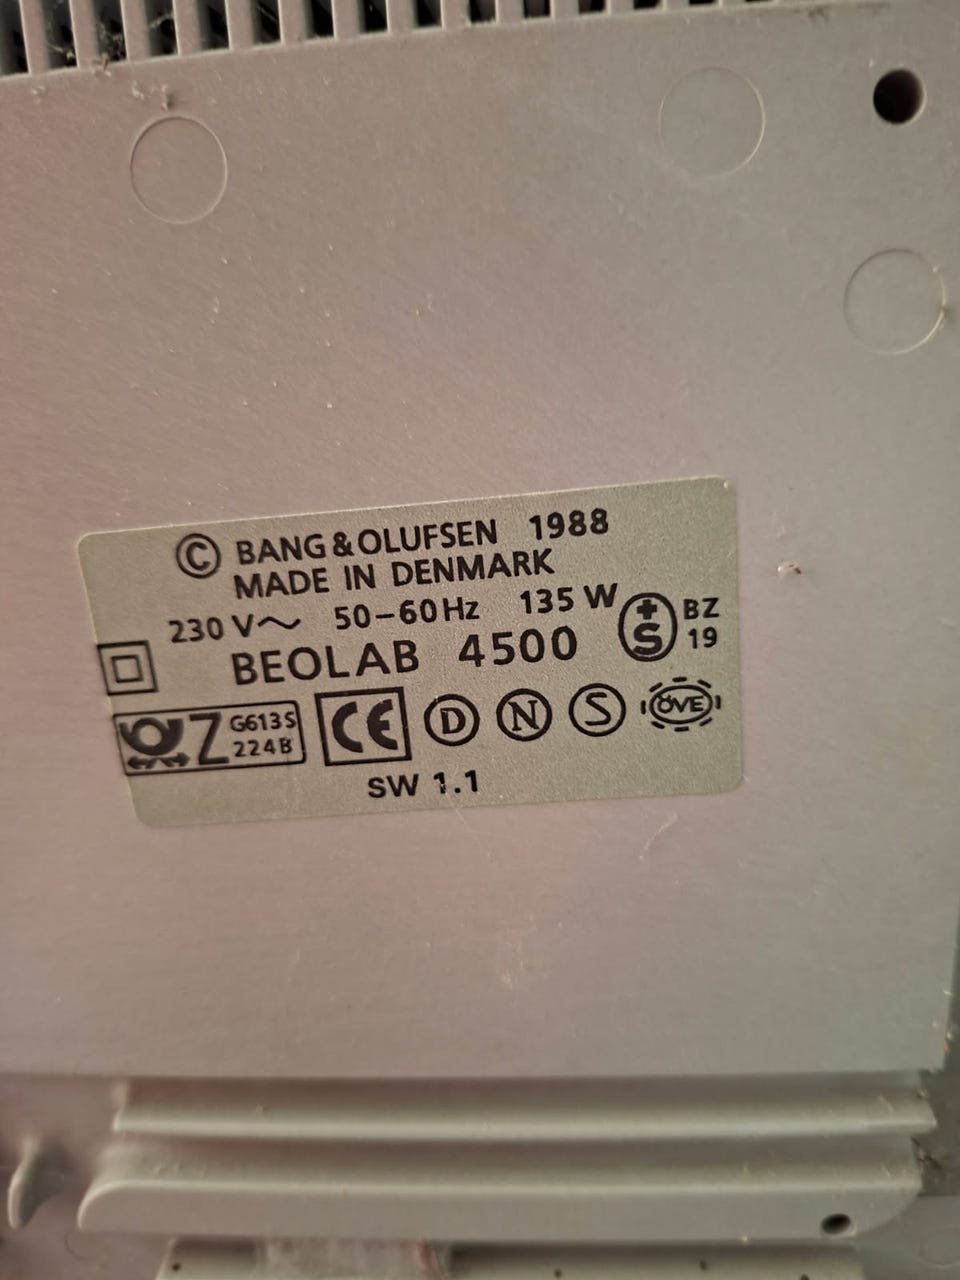 © BANG & OLUFSEN 1988
MADE IN DENMARK
230 V~ 50-60 Hz 135 W
BEOLAB 4500
+S BZ 19
Z G613S 224B
CE D N S ÖVE
SW 1.1